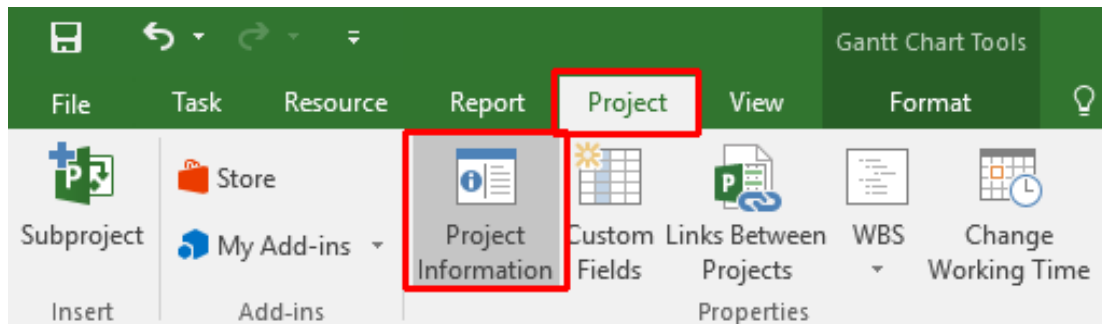 Gantt Chart Tools
File Task Resource Report Project View Format
Subproject
Store
My Add-ins
Project
Information
Custom
Fields
Links Between
Projects
WBS
Change
Working Time
Insert Add-ins Properties